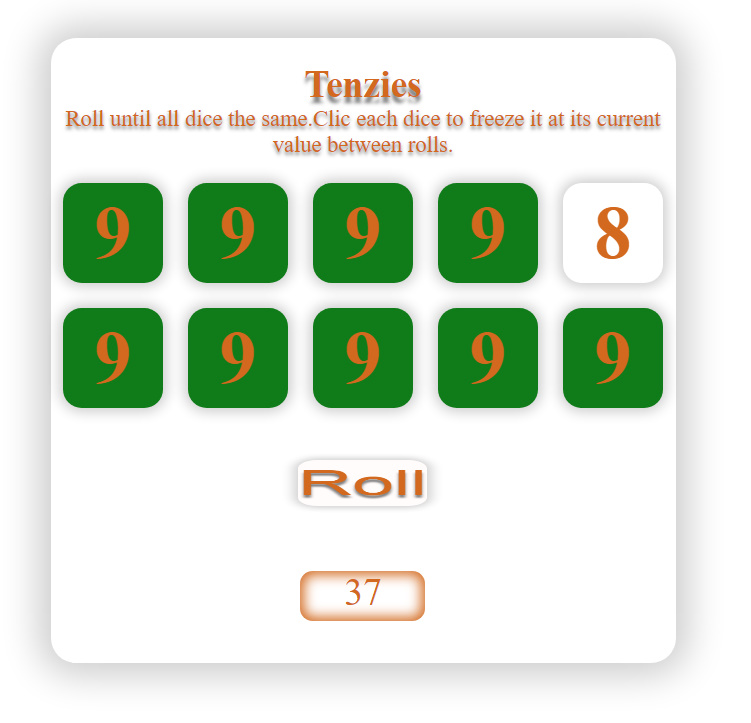 Tenzies
Roll until all dice the same.Clic each dice to freeze it at its current
value between rolls.
9 9 9 9 8
9 9 9 9 9
Roll
37